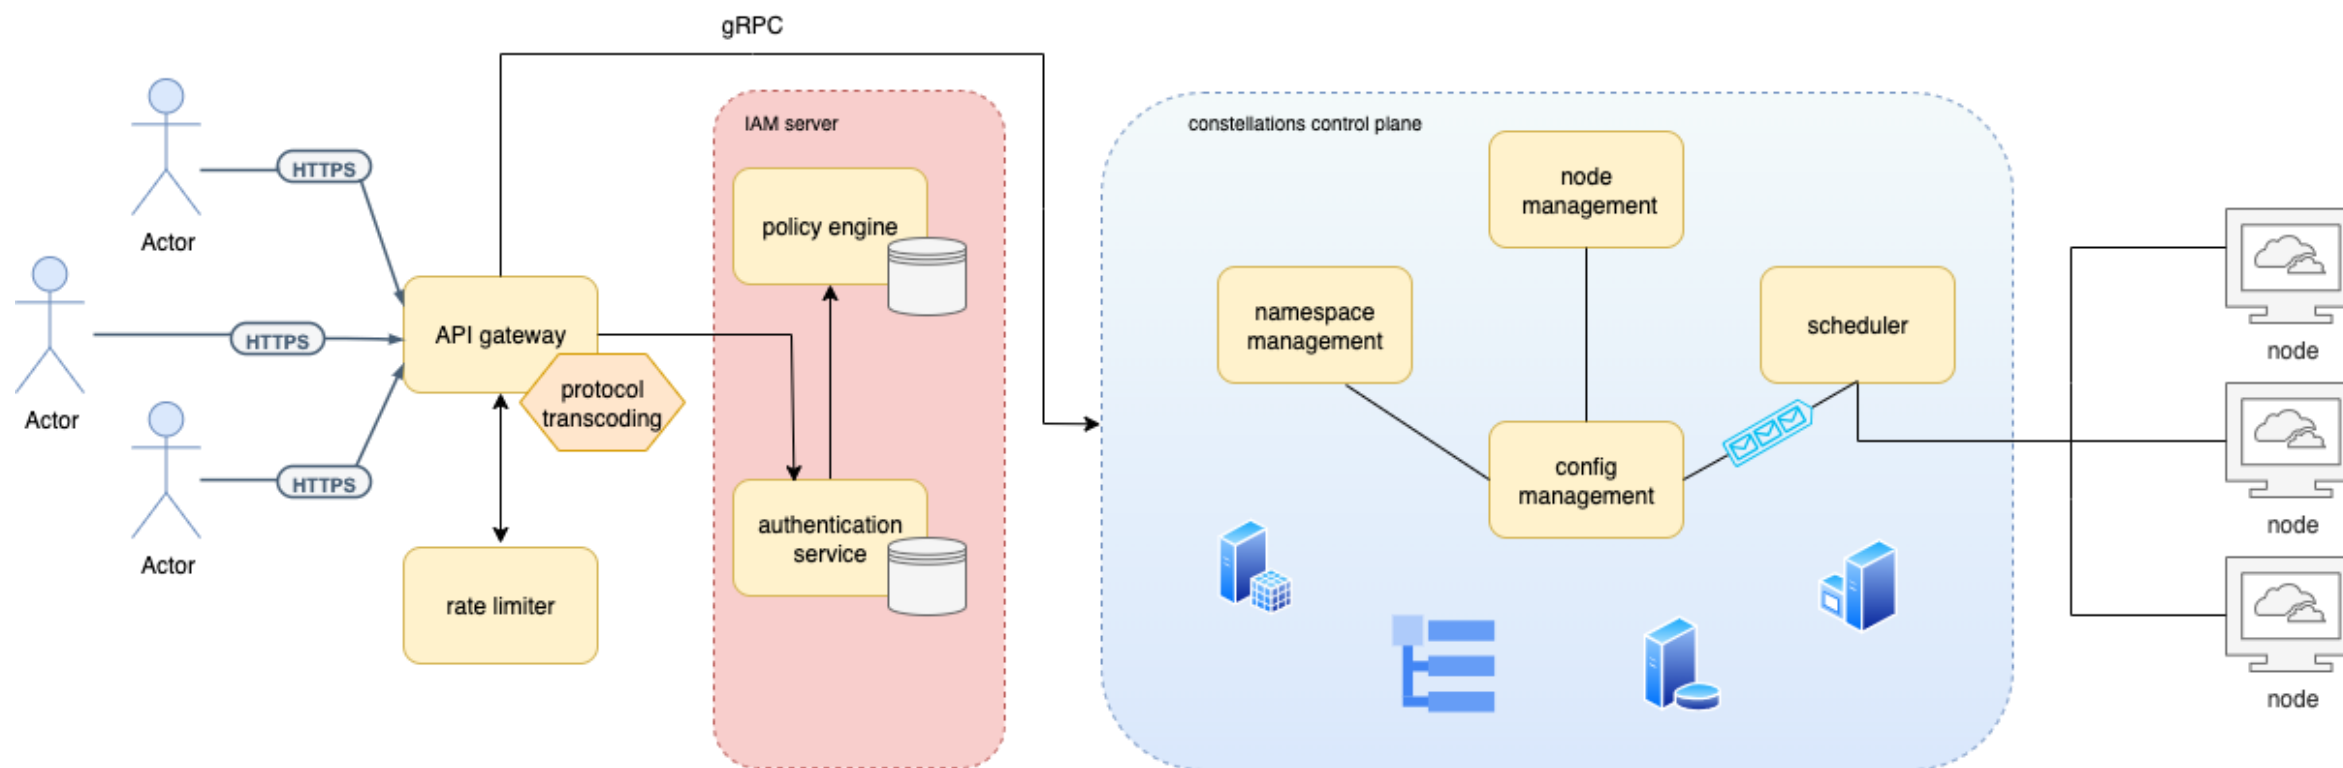 gRPC
Actor
HTTPS
Actor
HTTPS
Actor
HTTPS
API gateway
protocol
transcoding
rate limiter
IAM server
policy engine
authentication
service
constellations control plane
node
management
namespace
management
scheduler
config
management
node
node
node